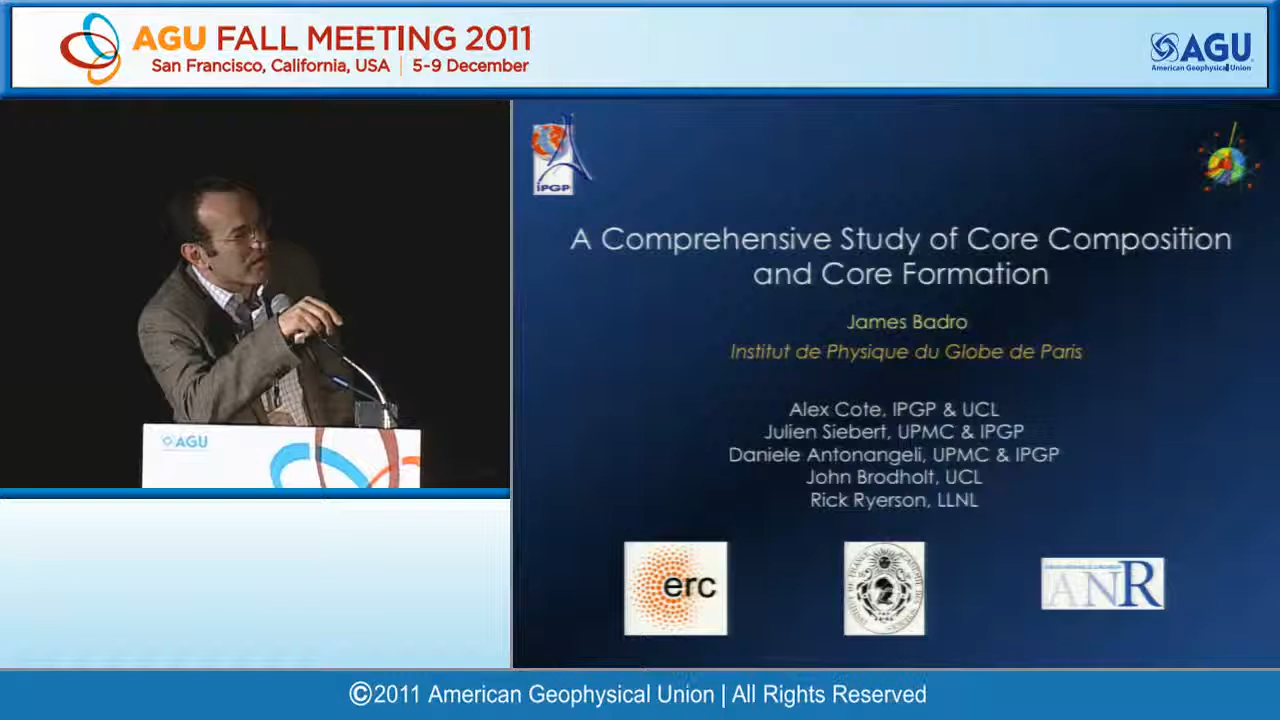 AGU FALL MEETING 2011
San Francisco, California, USA | 5-9 December
AGU
American Geophysical Union
AGU
iPGP
A Comprehensive Study of Core Composition
and Core Formation
James Badro
Institut de Physique du Globe de Paris
Alex Cote, IPGP & UCL
Julien Siebert, UPMC & IPGP
Daniele Antonangeli, UPMC & IPGP
John Brodholt, UCL
Rick Ryerson, LLNL
erc
ANR
©2011 American Geophysical Union | All Rights Reserved